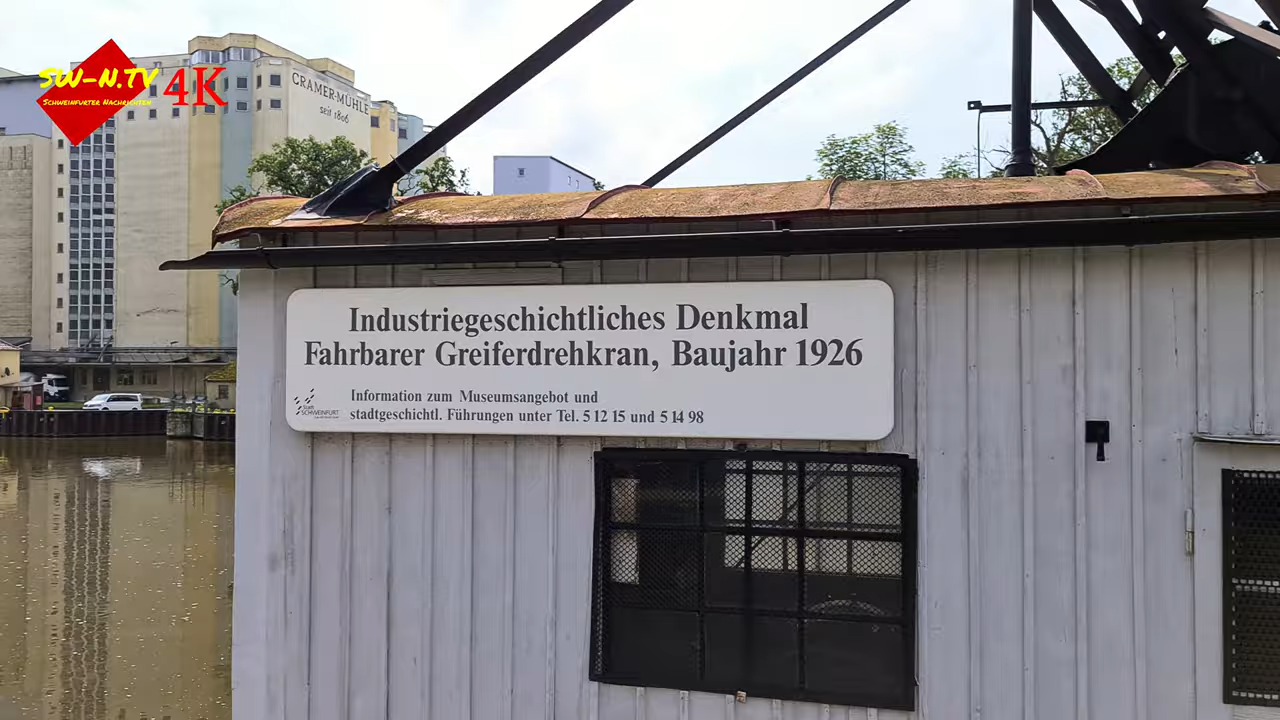 SW-N.TV
Schweinfurter Nachrichten
4K
CRAMER-MÜHLE
seit 1806
Industriegeschichtliches Denkmal
Fahrbarer Greiferdrehkran, Baujahr 1926
Information zum Museumsangebot und
stadtgeschichtl. Führungen unter Tel. 5 12 15 und 5 14 98
SCHWEINFURT